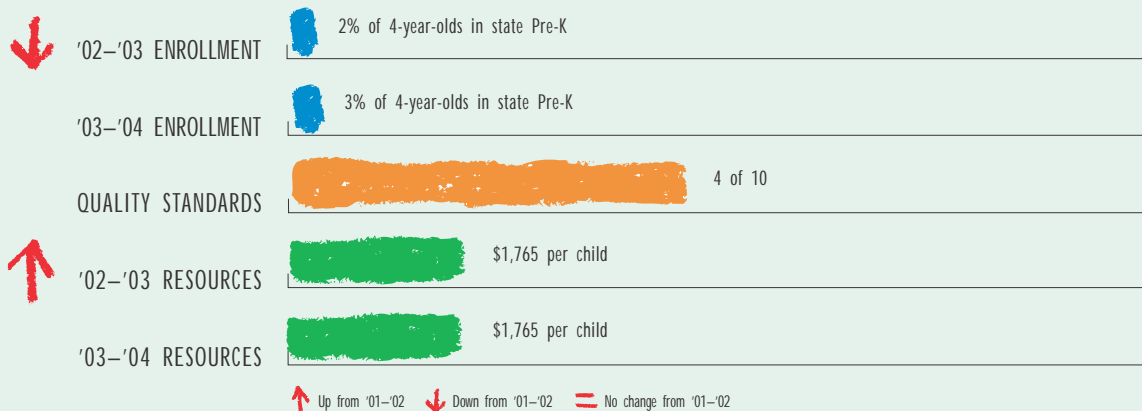 2% of 4-year-olds in state Pre-K
'02–'03 ENROLLMENT
3% of 4-year-olds in state Pre-K
'03–'04 ENROLLMENT
4 of 10
QUALITY STANDARDS
$1,765 per child
'02–'03 RESOURCES
$1,765 per child
'03–'04 RESOURCES
Up from '01–'02 Down from '01–'02 No change from '01–'02